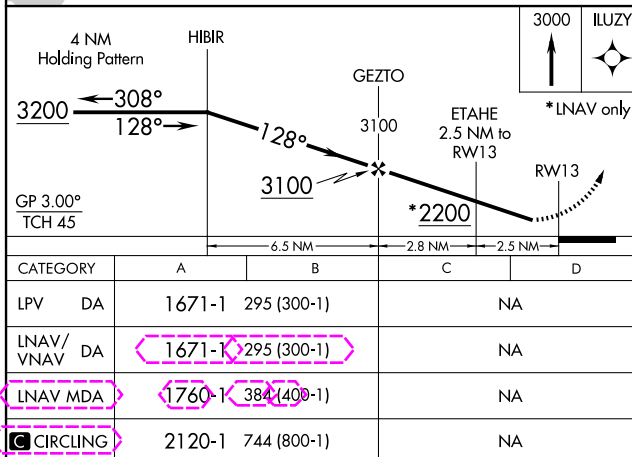 4 NM
Holding Pattern
HIBIR
3000
ILUZY
GEZTO
*LNAV only
3200
308°
128°
128°
3100
ETAHE
2.5 NM to
RW13
RW13
3100
*2200
GP 3.00°
TCH 45
6.5 NM
2.8 NM
2.5 NM
CATEGORY A B C D
LPV DA 1671-1 295 (300-1) NA
LNAV/
VNAV DA 1671-1 295 (300-1) NA
LNAV MDA 1760-1 384 (400-1) NA
C CIRCLING 2120-1 744 (800-1) NA